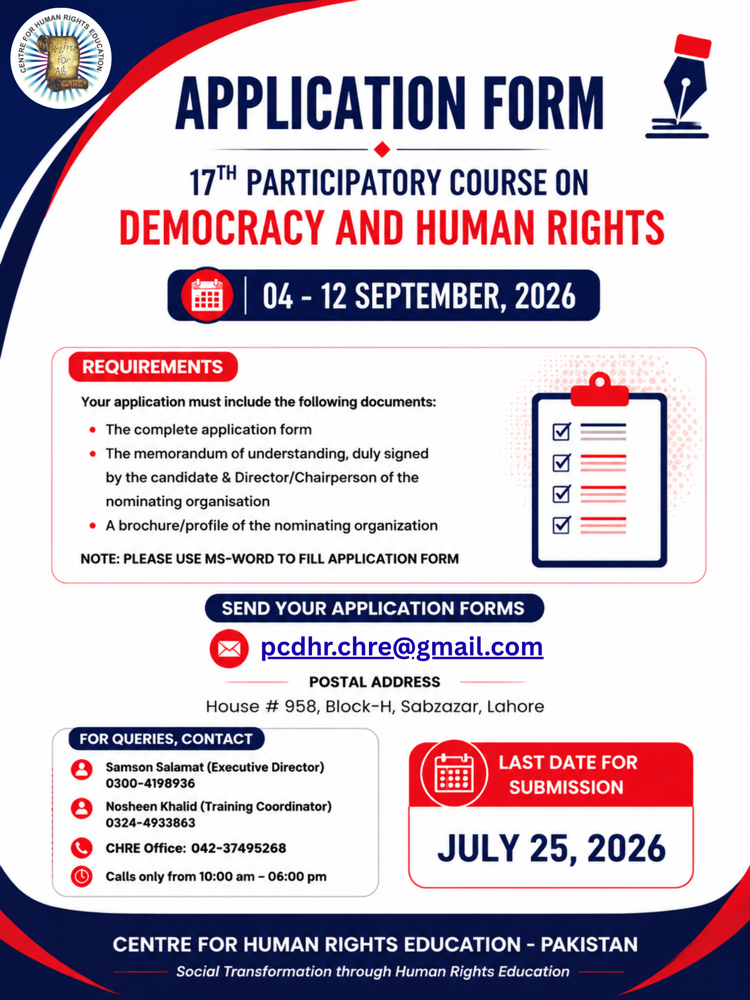 CENTRE FOR HUMAN RIGHTS EDUCATION
Rights
for
ALL
CHRE
APPLICATION FORM
17TH PARTICIPATORY COURSE ON
DEMOCRACY AND HUMAN RIGHTS
04 - 12 SEPTEMBER, 2026
REQUIREMENTS
Your application must include the following documents:
• The complete application form
• The memorandum of understanding, duly signed
by the candidate & Director/Chairperson of the
nominating organisation
• A brochure/profile of the nominating organization
NOTE: PLEASE USE MS-WORD TO FILL APPLICATION FORM
SEND YOUR APPLICATION FORMS
pcdhr.chre@gmail.com
POSTAL ADDRESS
House # 958, Block-H, Sabzazar, Lahore
FOR QUERIES, CONTACT
Samson Salamat (Executive Director)
0300-4198936
Nosheen Khalid (Training Coordinator)
0324-4933863
CHRE Office: 042-37495268
Calls only from 10:00 am – 06:00 pm
LAST DATE FOR
SUBMISSION
JULY 25, 2026
CENTRE FOR HUMAN RIGHTS EDUCATION - PAKISTAN
Social Transformation through Human Rights Education